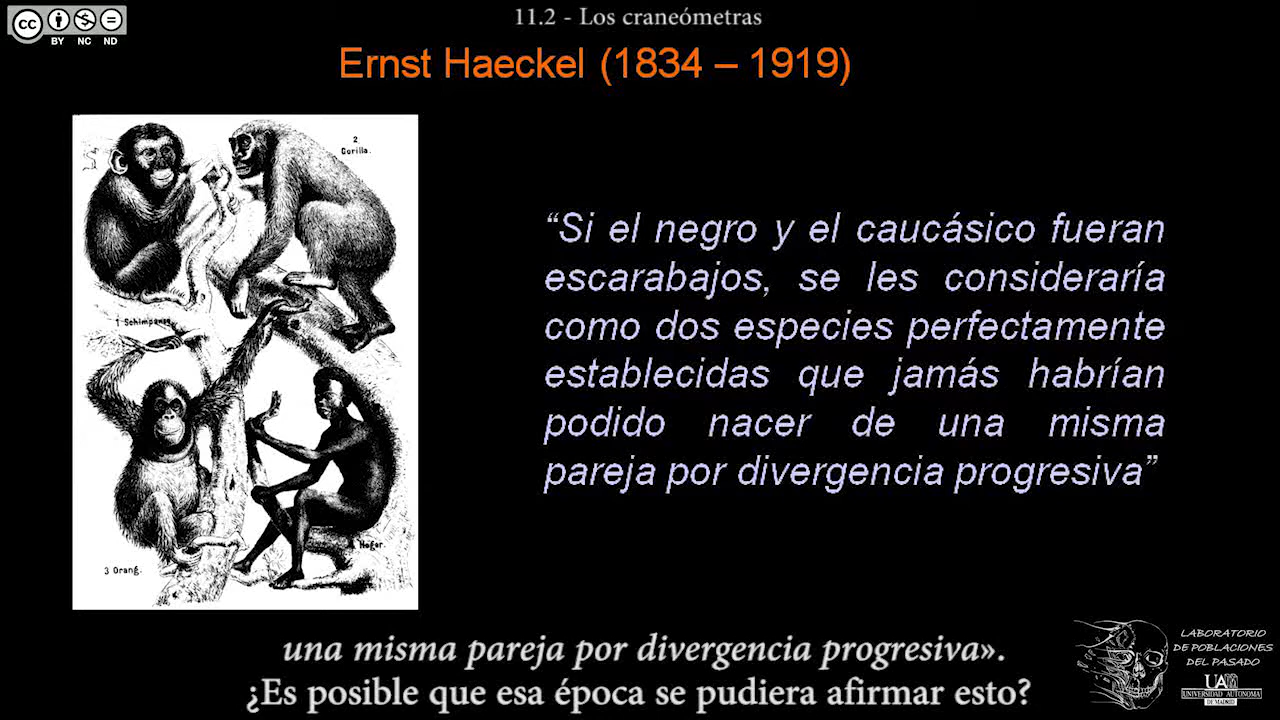 cc
BY NC ND
11.2 - Los craneómetras
Ernst Haeckel (1834 – 1919)
2
Gorilla.
1 Schimpanse
3 Orang.
Neger.
“Si el negro y el caucásico fueran
escarabajos, se les consideraría
como dos especies perfectamente
establecidas que jamás habrían
podido nacer de una misma
pareja por divergencia progresiva”
una misma pareja por divergencia progresiva».
¿Es posible que esa época se pudiera afirmar esto?
LABORATORIO
DE POBLACIONES
DEL PASADO
UAM
UNIVERSIDAD AUTONOMA
DE MADRID